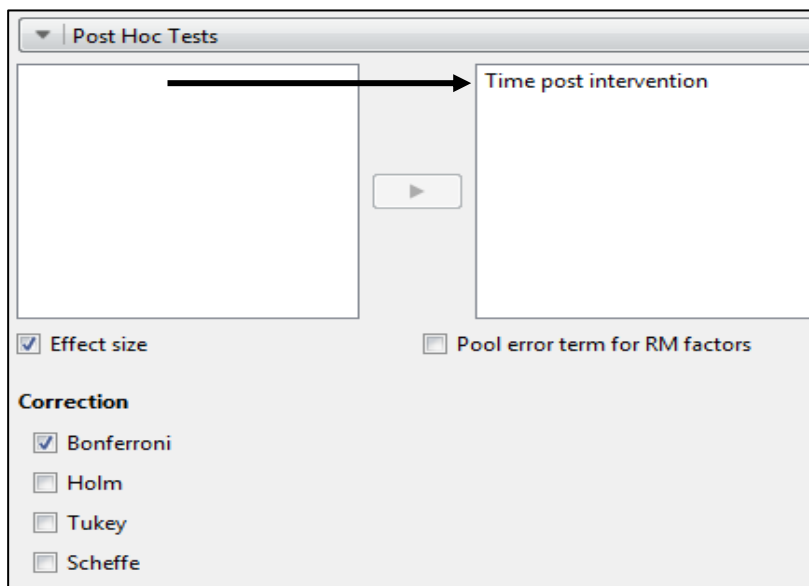 Post Hoc Tests
Time post intervention
Effect size
Pool error term for RM factors
Correction
Bonferroni
Holm
Tukey
Scheffe